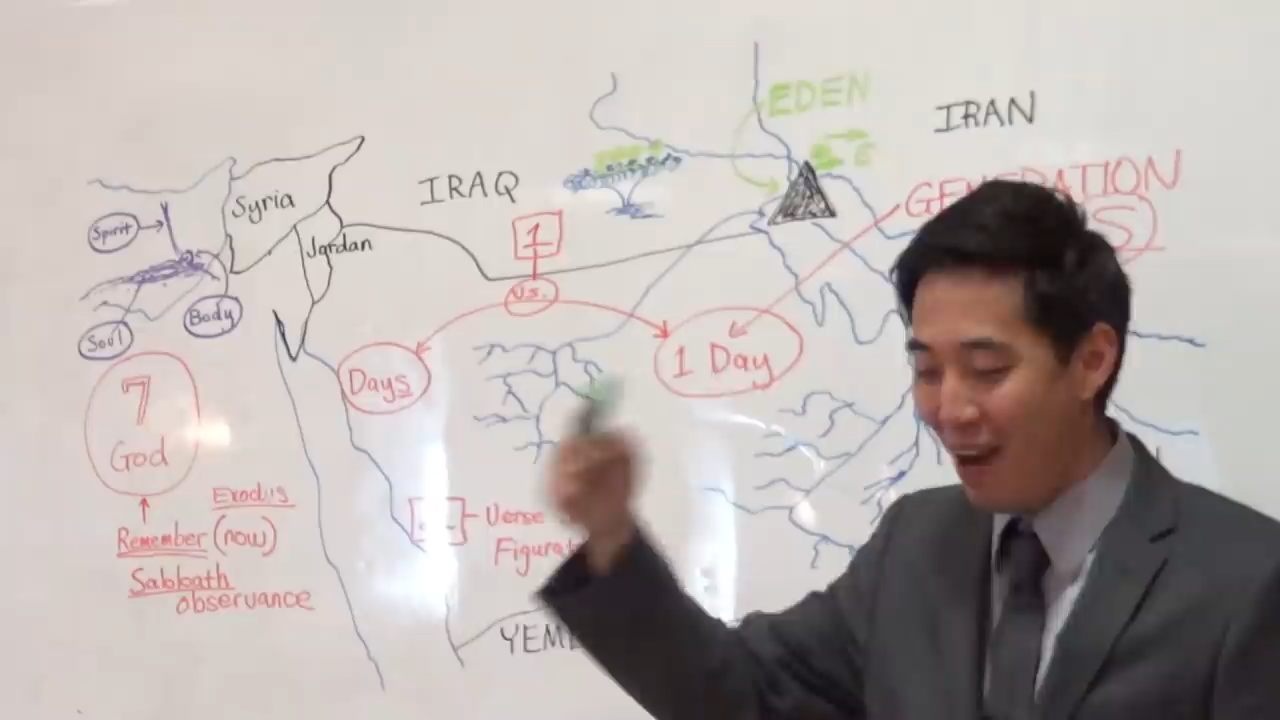 EDEN
IRAN
GENERATION
S
IRAQ
Syria
Jordan
Spirit
Soul
Body
1
vs.
Days
1 Day
7
God
Exodus
Remember (now)
Sabbath
observance
Verse